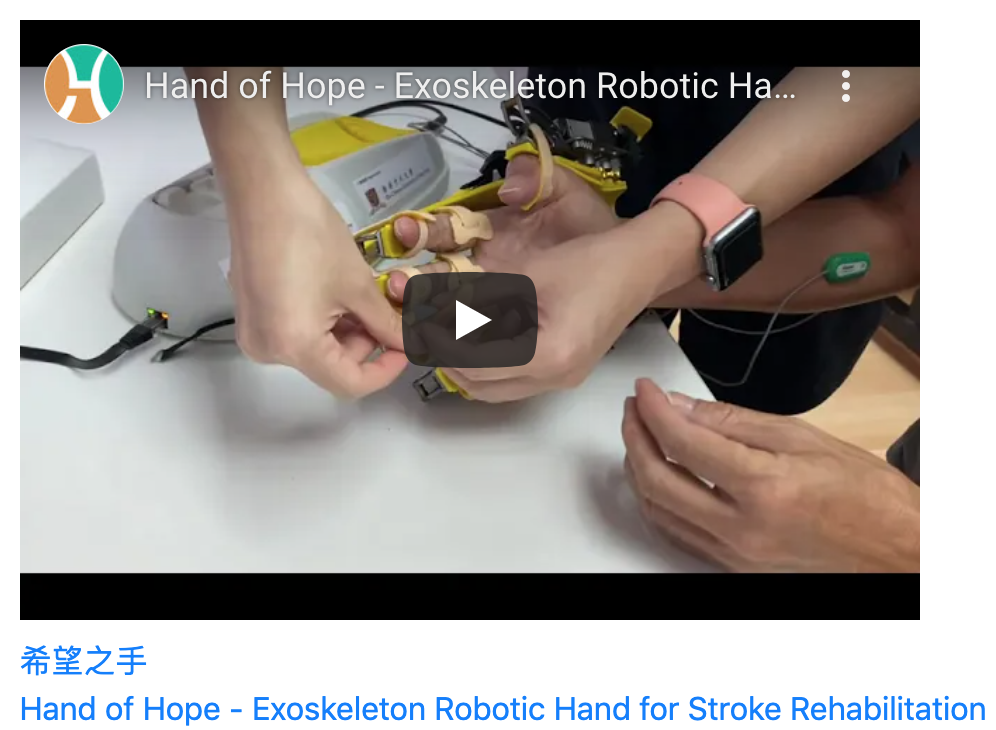 Hand of Hope - Exoskeleton Robotic Ha...
希望之手
Hand of Hope - Exoskeleton Robotic Hand for Stroke Rehabilitation